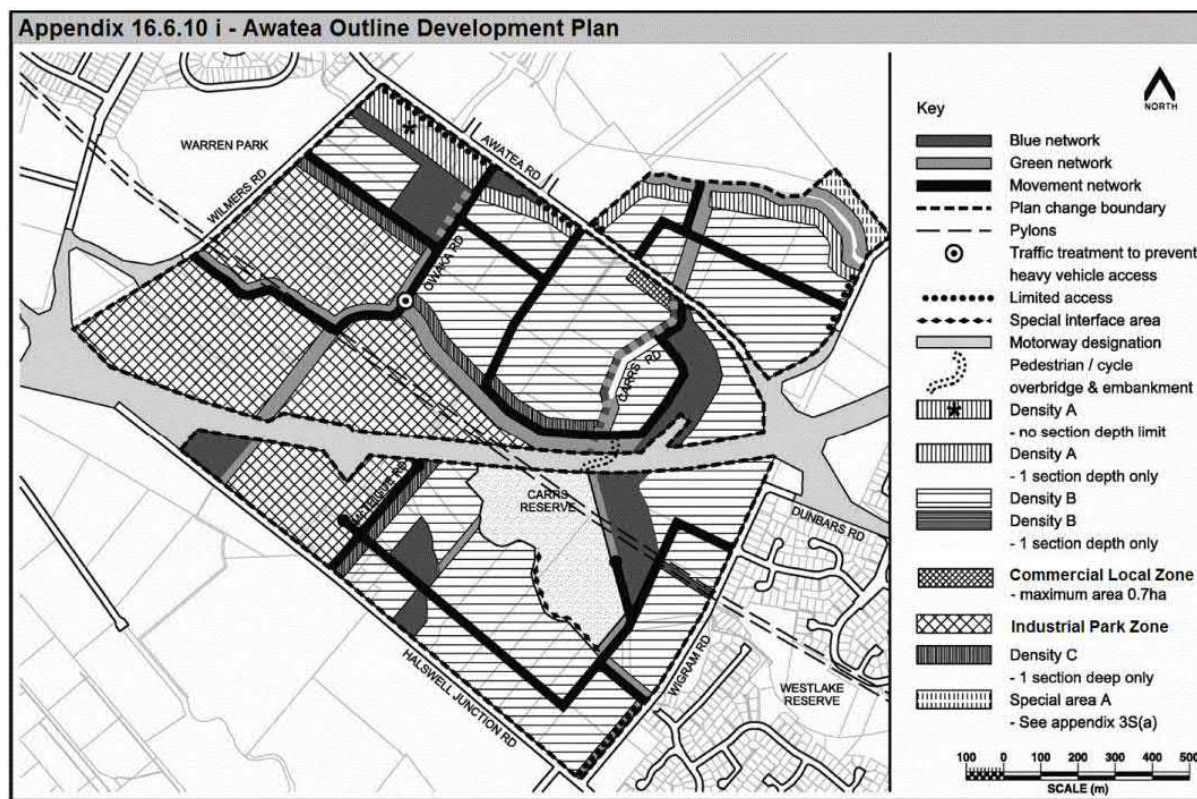 Appendix 16.6.10 i - Awatea Outline Development Plan
WARREN PARK
WILMERS RD
AWATEA RD
OWAKA RD
CARRS RD
CARRS
RESERVE
DUNBARS RD
HALSWELL JUNCTION RD
WIGRAM RD
WESTLAKE
RESERVE
NORTH
Key
Blue network
Green network
Movement network
Plan change boundary
Pylons
Traffic treatment to prevent
heavy vehicle access
Limited access
Special interface area
Motorway designation
Pedestrian / cycle
overbridge & embankment
Density A
- no section depth limit
Density A
- 1 section depth only
Density B
Density B
- 1 section depth only
Commercial Local Zone
- maximum area 0.7ha
Industrial Park Zone
Density C
- 1 section deep only
Special area A
- See appendix 3S(a)
100 0 100 200 300 400 500
SCALE (m)